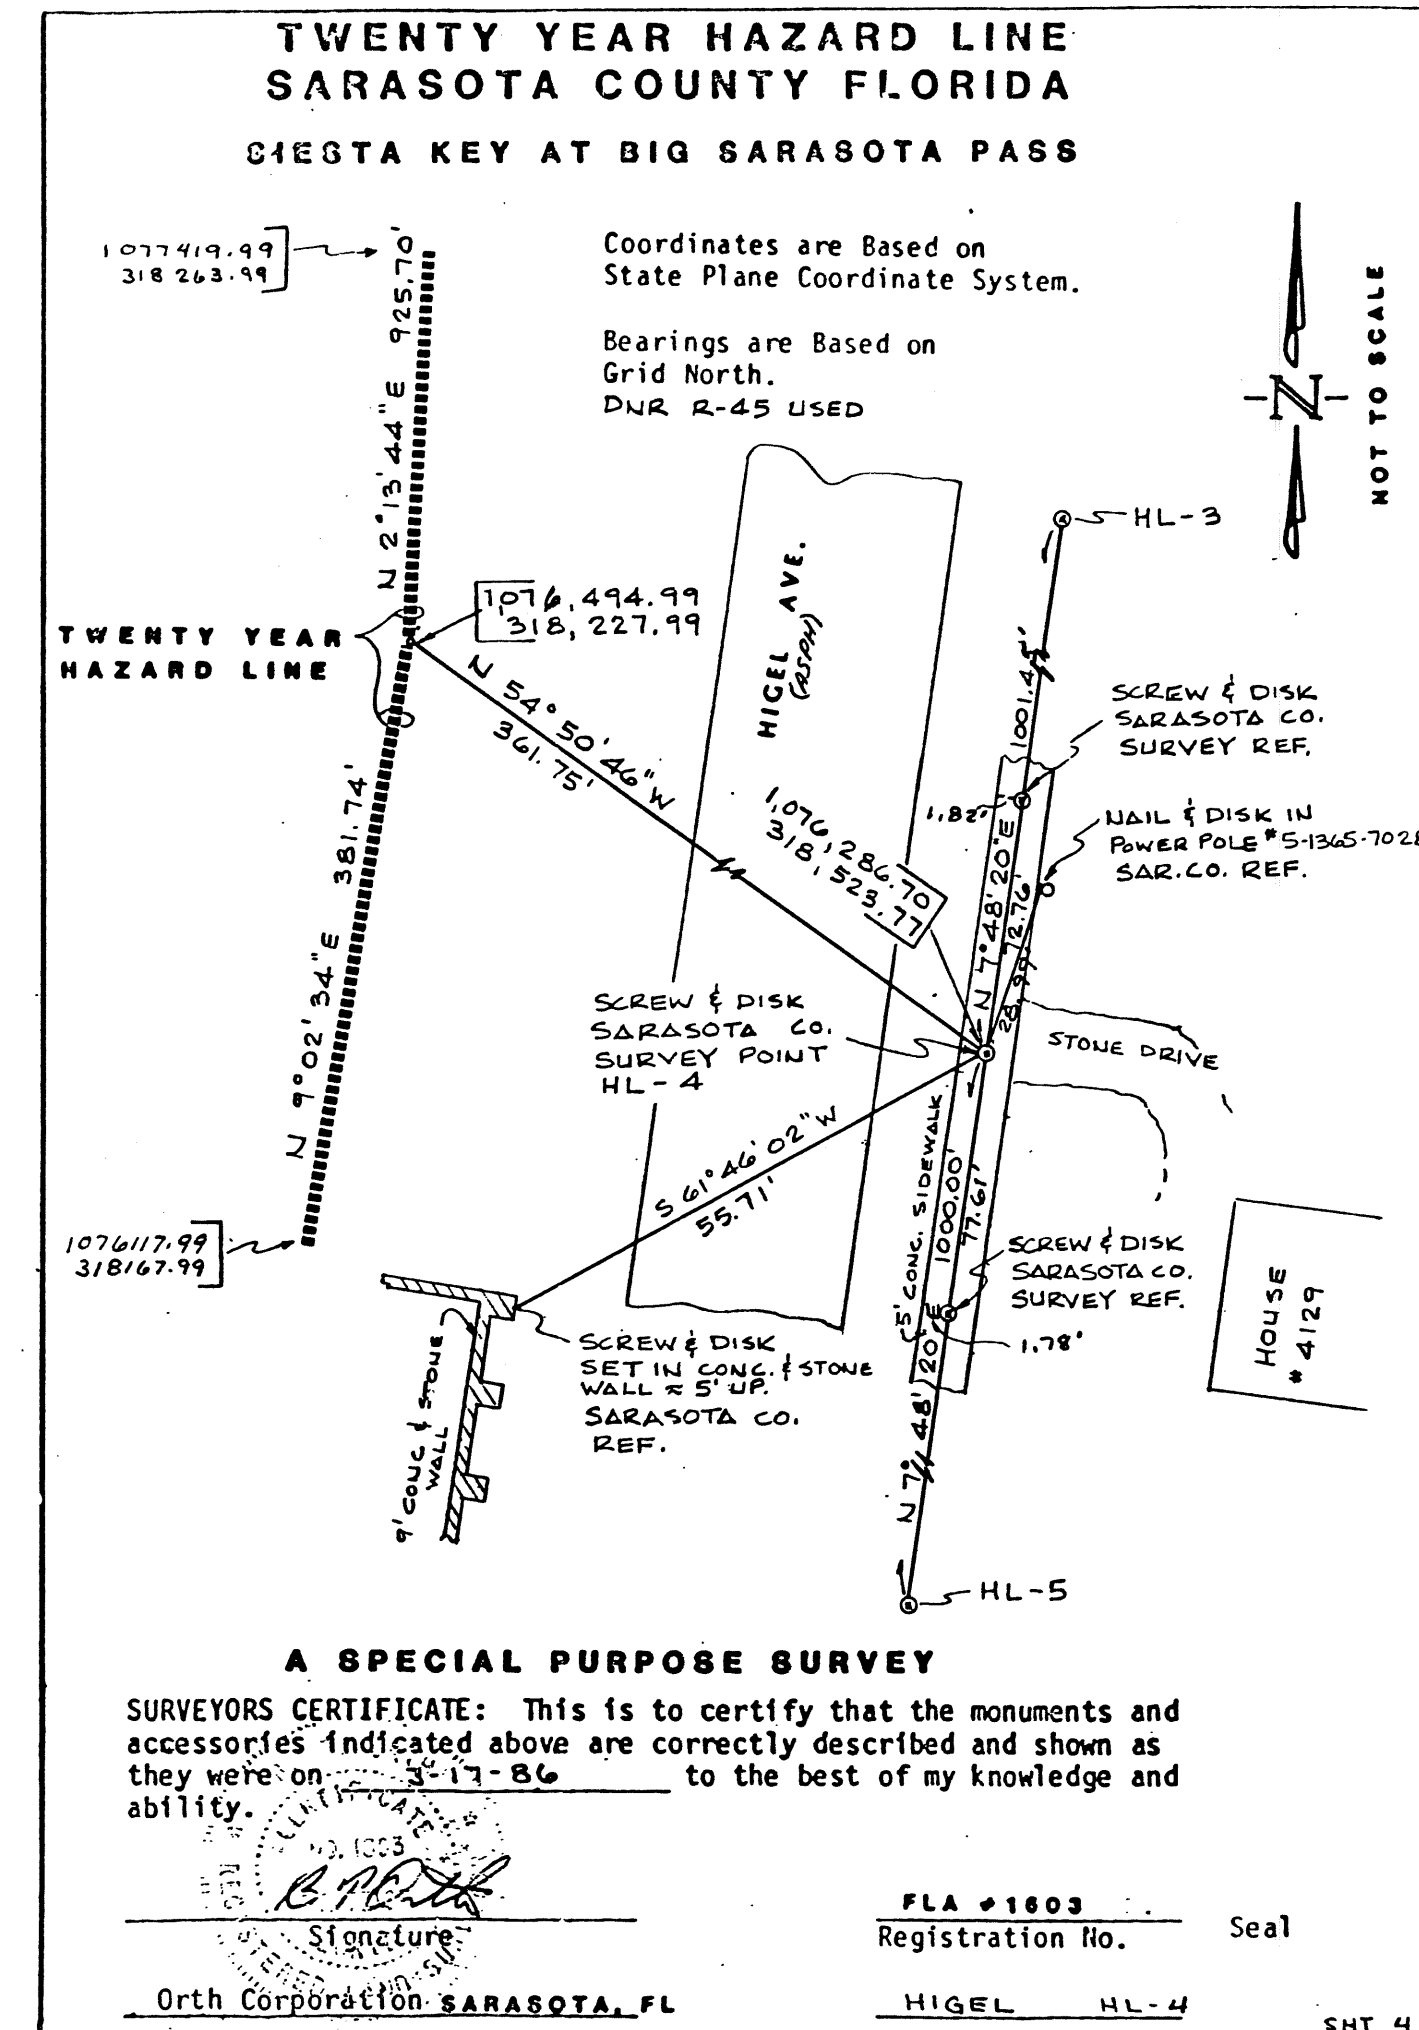 TWENTY YEAR HAZARD LINE
SARASOTA COUNTY FLORIDA
SIESTA KEY AT BIG SARASOTA PASS
1077419.99
318263.99
925.70'
N 2°13'44"E
Coordinates are Based on
State Plane Coordinate System.
Bearings are Based on
Grid North.
DNR R-45 USED
N
NOT TO SCALE
HL-3
1,076,494.99
318,227.99
TWENTY YEAR
HAZARD LINE
HIGEL AVE.
(ASPH)
N 54°50'46"W
361.75'
1001.45'
SCREW & DISK
SARASOTA CO.
SURVEY REF.
1.82'
NAIL & DISK IN
POWER POLE #5-1365-7028
SAR.CO. REF.
1,076,286.70
318,523.77
N 7°48'20"E
72.76'
28.99'
381.74'
N 9°02'34"E
SCREW & DISK
SARASOTA CO.
SURVEY POINT
HL-4
STONE DRIVE
S 61°46'02"W
55.71'
5' CONC. SIDEWALK
1000.00'
77.61'
1076117.99
318167.99
SCREW & DISK
SARASOTA CO.
SURVEY REF.
1.78'
HOUSE
# 4129
9' CONC & STONE
WALL
SCREW & DISK
SET IN CONC. & STONE
WALL ≈ 5' UP.
SARASOTA CO.
REF.
N 7°48'20"E
HL-5
A SPECIAL PURPOSE SURVEY
SURVEYORS CERTIFICATE: This is to certify that the monuments and
accessories indicated above are correctly described and shown as
they were on 3-17-86 to the best of my knowledge and
ability.
CERTIFICATE
FLA #1603
Signature
Registration No.
Seal
Orth Corporation SARASOTA, FL
HIGEL HL-4
SHT 4